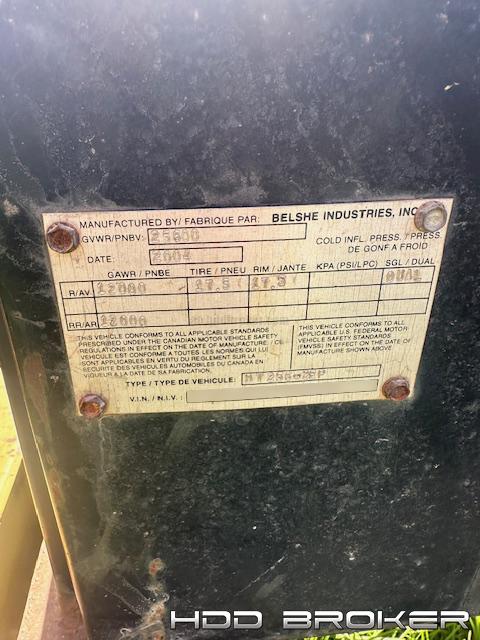 MANUFACTURED BY/ FABRIQUE PAR: BELSHE INDUSTRIES, INC
GVWR/PNBV: 25600
COLD INFL. PRESS. / PRESS.
DE GONF A FROID
DATE: 2004
GAWR / PNBE TIRE / PNEU RIM / JANTE KPA (PSI/LPC) SGL / DUAL
R/AV 12000 17.5 17.5 DUAL
RR/AR 12000
THIS VEHICLE CONFORMS TO ALL APPLICABLE STANDARDS
PRESCRIBED UNDER THE CANADIAN MOTOR VEHICLE SAFETY
REGULATIONS IN EFFECT ON THE DATE OF MANUFACTURE. / CE
VEHICULE EST CONFORME A TOUTES LES NORMES QUI LUI
SONT APPLICABLES EN VERTU DU REGLEMENT SUR LA
SECURITE DES VEHICLES AUTOMOBILES DU CANADA EN
VIGUEUR A LA DATE DE SA FABRICATION.
THIS VEHICLE CONFORMS TO ALL
APPLICABLE U.S. FEDERAL MOTOR
VEHICLE SAFETY STANDARDS
(FMVSS) IN EFFECT ON THE DATE OF
MANUFACTURE SHOWN ABOVE.
TYPE / TYPE DE VEHICULE:
V.I.N. / N.I.V. :
HDD BROKER